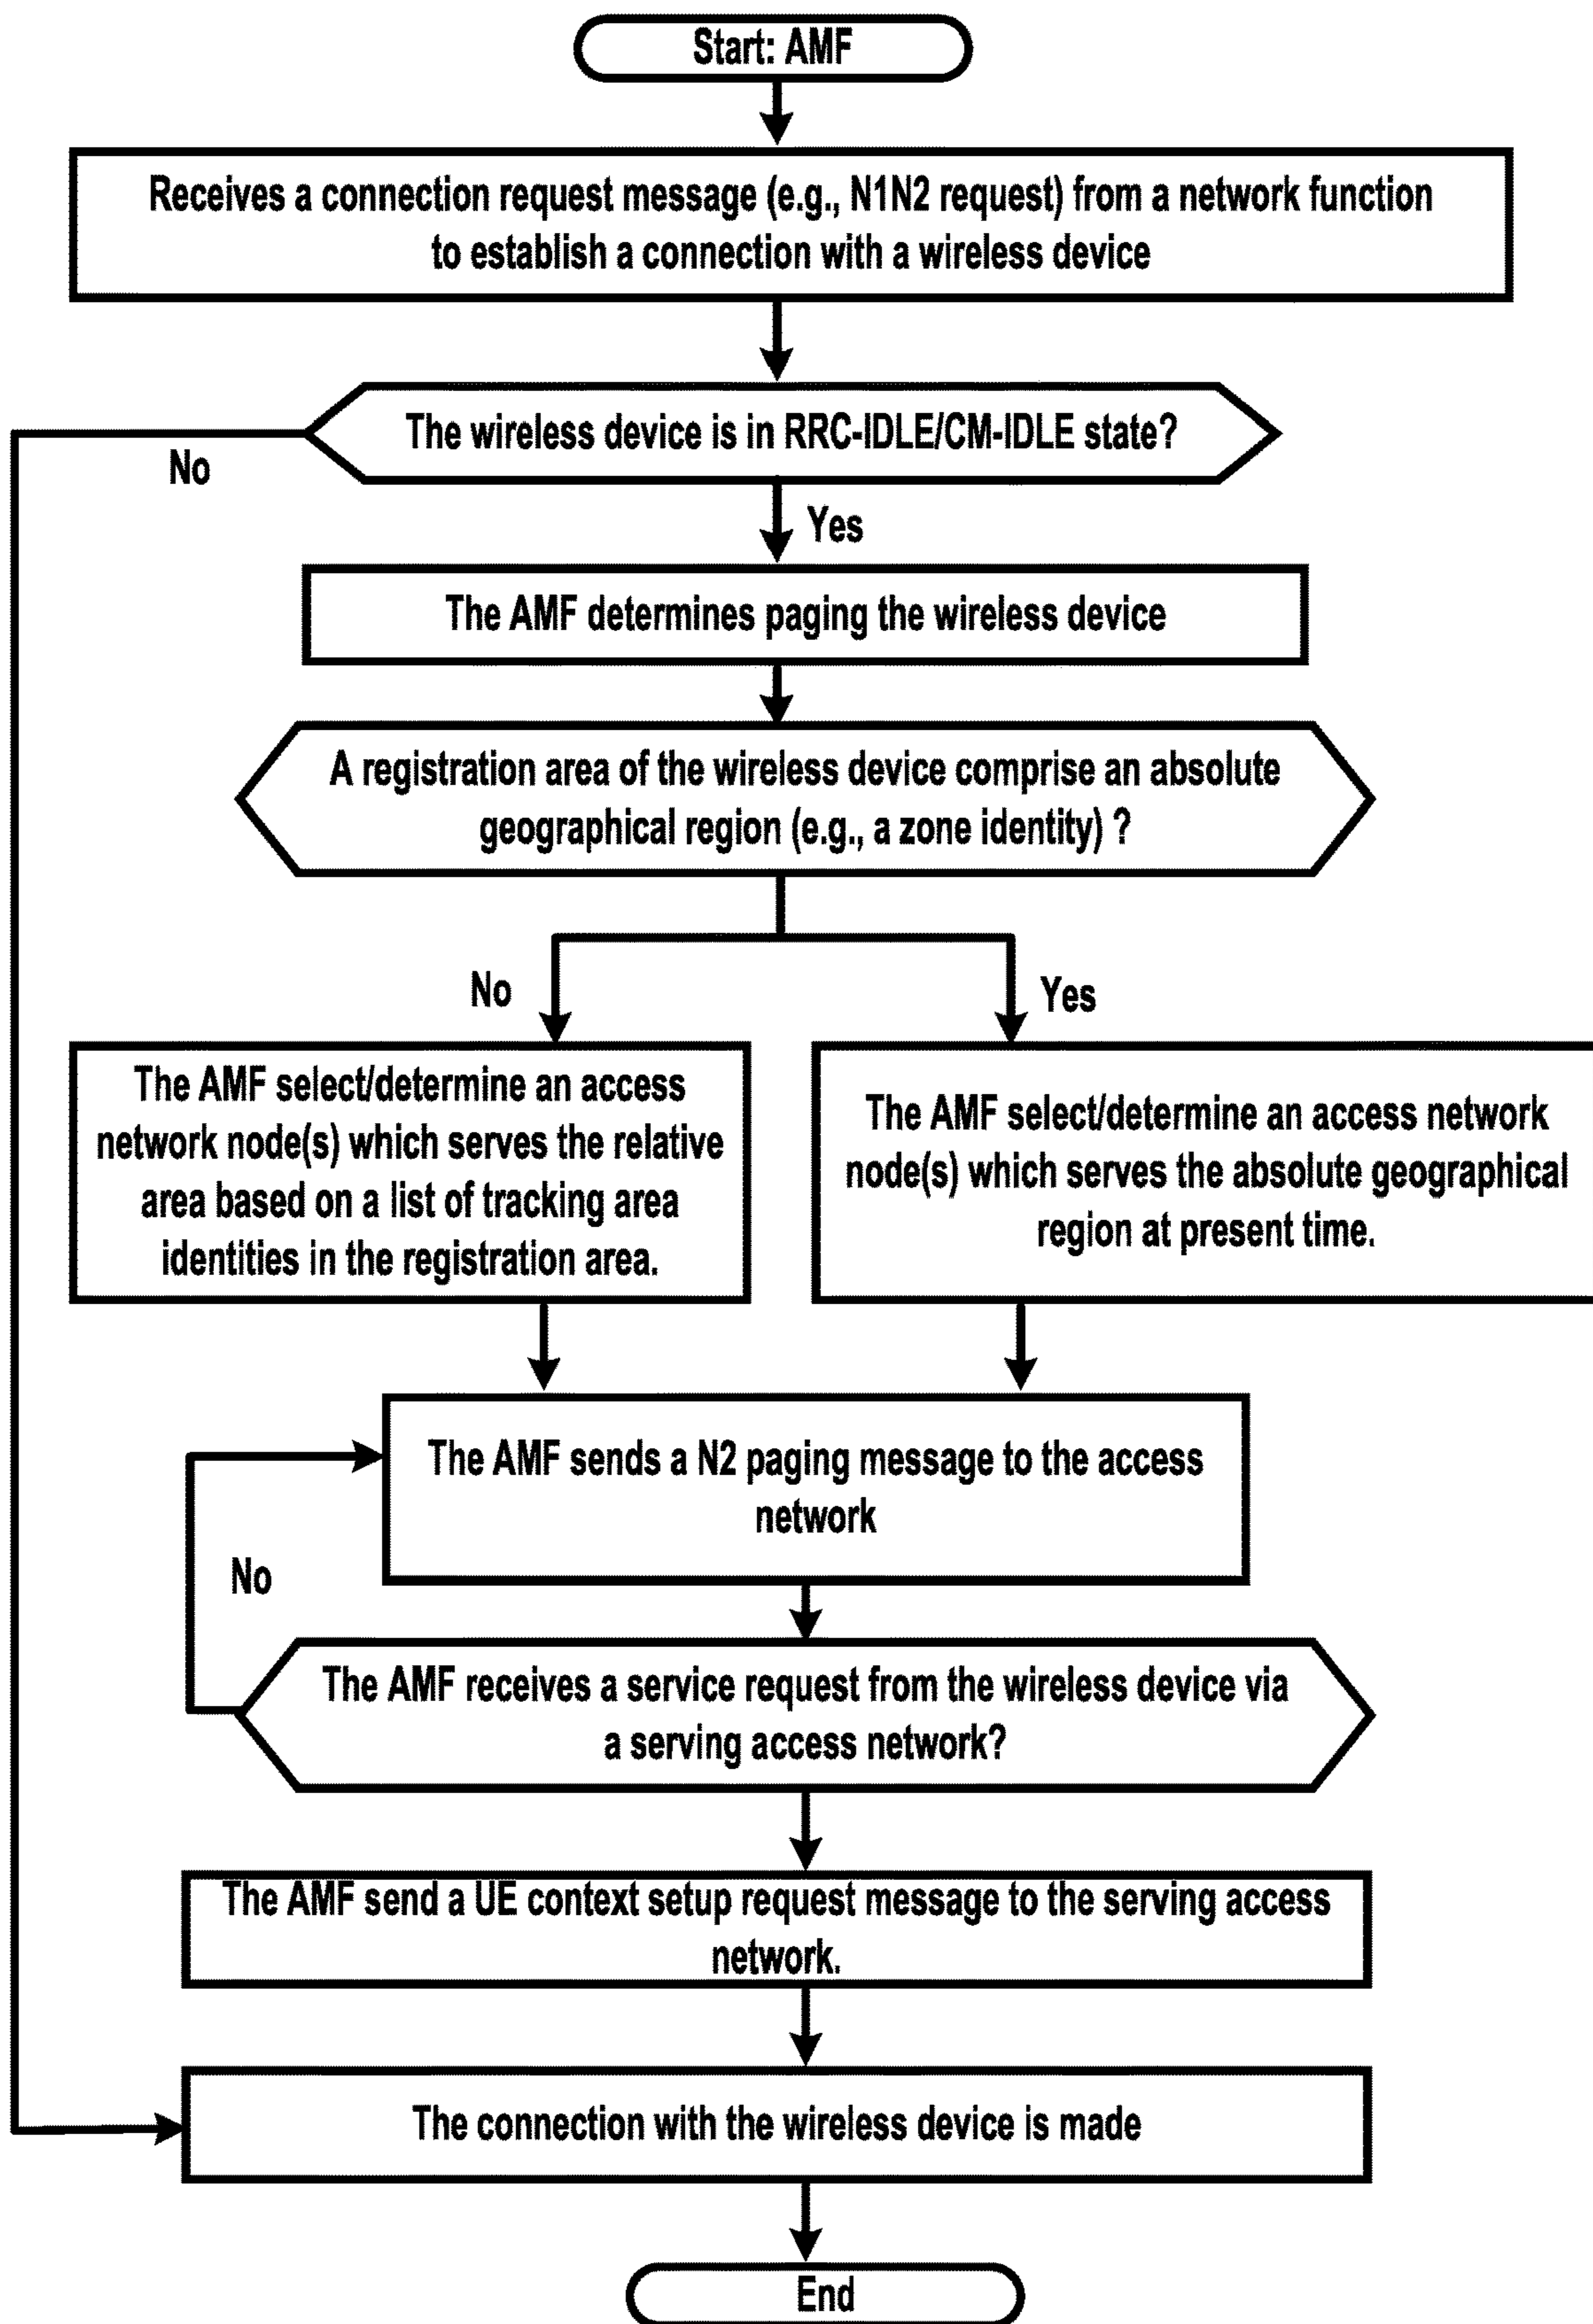 Start: AMF
Receives a connection request message (e.g., N1N2 request) from a network function
to establish a connection with a wireless device
The wireless device is in RRC-IDLE/CM-IDLE state?
No
Yes
The AMF determines paging the wireless device
A registration area of the wireless device comprise an absolute
geographical region (e.g., a zone identity) ?
No
Yes
The AMF select/determine an access
network node(s) which serves the relative
area based on a list of tracking area
identities in the registration area.
The AMF select/determine an access network
node(s) which serves the absolute geographical
region at present time.
The AMF sends a N2 paging message to the access
network
No
The AMF receives a service request from the wireless device via
a serving access network?
The AMF send a UE context setup request message to the serving access
network.
The connection with the wireless device is made
End